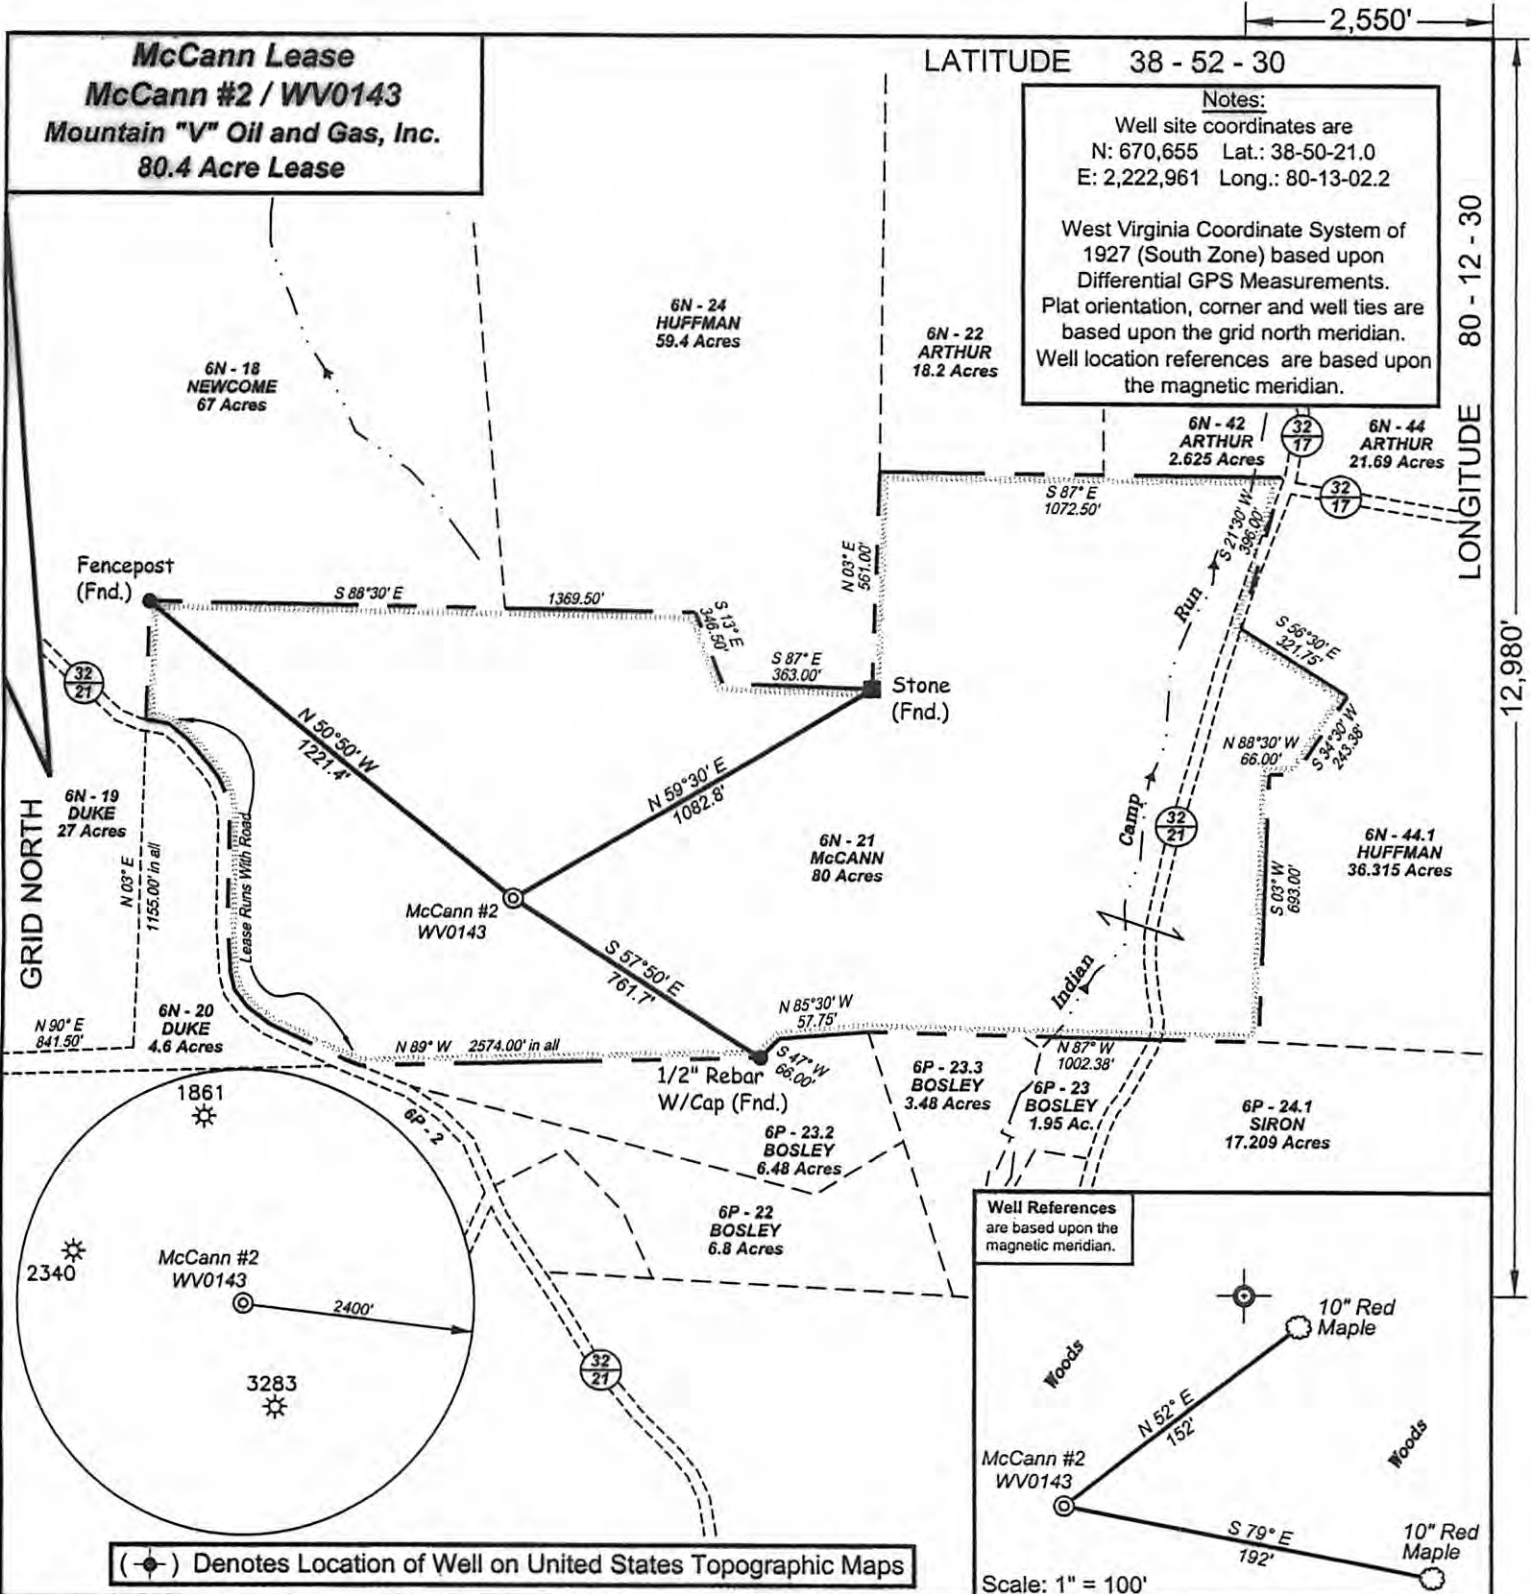 2,550'
McCann Lease
McCann #2 / WV0143
Mountain "V" Oil and Gas, Inc.
80.4 Acre Lease
LATITUDE 38 - 52 - 30
Notes:
Well site coordinates are
N: 670,655 Lat.: 38-50-21.0
E: 2,222,961 Long.: 80-13-02.2
West Virginia Coordinate System of
1927 (South Zone) based upon
Differential GPS Measurements.
Plat orientation, corner and well ties are
based upon the grid north meridian.
Well location references are based upon
the magnetic meridian.
LONGITUDE 80 - 12 - 30
12,980'
6N - 18
NEWCOME
67 Acres
6N - 24
HUFFMAN
59.4 Acres
6N - 22
ARTHUR
18.2 Acres
6N - 42
ARTHUR
2.625 Acres
32
17
6N - 44
ARTHUR
21.69 Acres
32
17
S 87° E
1072.50'
N 03° E
561.00'
S 21°30' W
396.00'
Fencepost
(Fnd.)
S 88°30' E
1369.50'
S 13° E
346.50'
S 87° E
363.00'
Stone
(Fnd.)
Indian Camp Run
S 56°30' E
321.75'
S 34°30' W
243.38'
N 88°30' W
66.00'
32
21
N 50°50' W
1221.4'
N 59°30' E
1082.8'
GRID NORTH
6N - 19
DUKE
27 Acres
N 03° E
1155.00' in all
Lease Runs With Road
6N - 21
McCANN
80 Acres
32
21
6N - 44.1
HUFFMAN
36.315 Acres
S 03° W
693.00'
McCann #2
WV0143
S 57°50' E
761.7'
N 90° E
841.50'
6N - 20
DUKE
4.6 Acres
N 89° W 2574.00' in all
N 85°30' W
57.75'
S 47° W
66.00'
1/2" Rebar
W/Cap (Fnd.)
N 87° W
1002.38'
6P - 23.3
BOSLEY
3.48 Acres
6P - 23
BOSLEY
1.95 Ac.
6P - 24.1
SIRON
17.209 Acres
6P - 2
6P - 23.2
BOSLEY
6.48 Acres
6P - 22
BOSLEY
6.8 Acres
1861
2340
McCann #2
WV0143
2400'
3283
32
21
Well References
are based upon the
magnetic meridian.
10" Red
Maple
Woods
N 52° E
152'
Woods
McCann #2
WV0143
S 79° E
192'
10" Red
Maple
Scale: 1" = 100'
( ) Denotes Location of Well on United States Topographic Maps